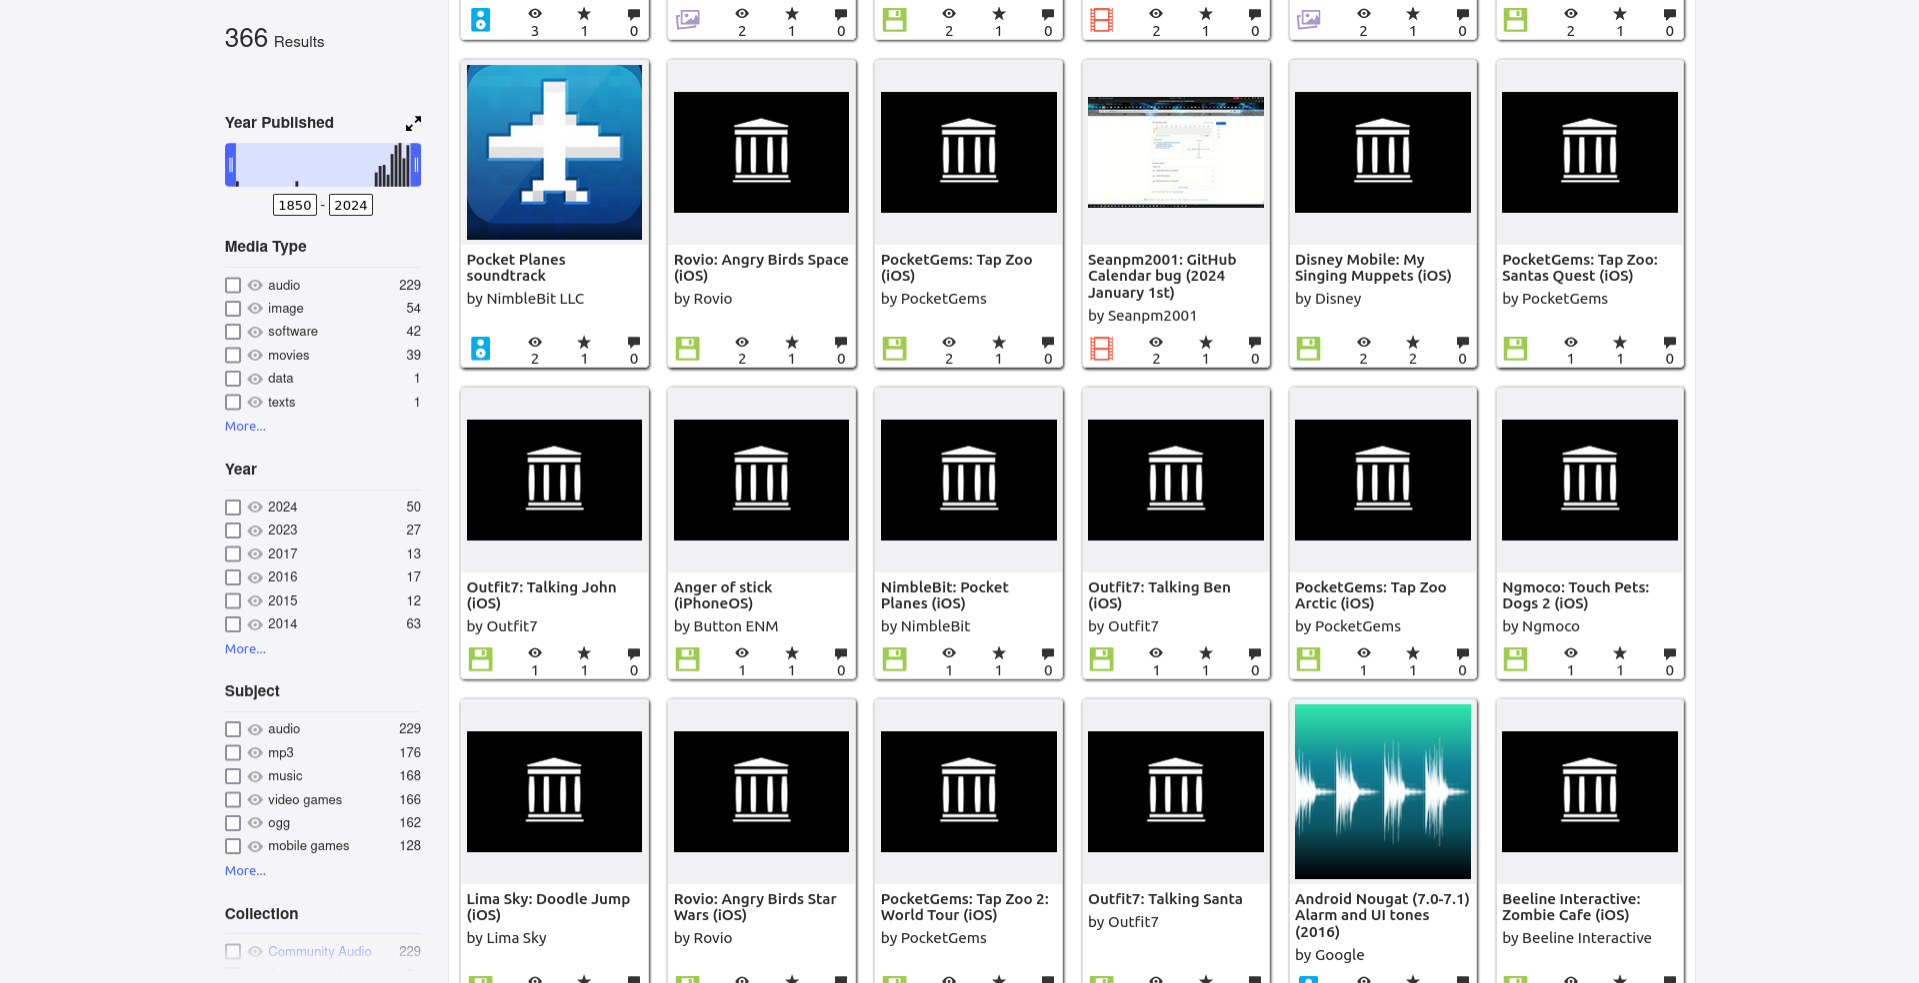 366 Results
Year Published
1850 - 2024
Media Type
audio 229
image 54
software 42
movies 39
data 1
texts 1
More...
Year
2024 50
2023 27
2017 13
2016 17
2015 12
2014 63
More...
Subject
audio 229
mp3 176
music 168
video games 166
ogg 162
mobile games 128
More...
Collection
Community Audio 229
3 1 0
2 1 0
2 1 0
2 1 0
2 1 0
2 1 0
Pocket Planes
soundtrack
by NimbleBit LLC
2 1 0
Rovio: Angry Birds Space
(iOS)
by Rovio
2 1 0
PocketGems: Tap Zoo
(iOS)
by PocketGems
2 1 0
Seanpm2001: GitHub
Calendar bug (2024
January 1st)
by Seanpm2001
2 1 0
Disney Mobile: My
Singing Muppets (iOS)
by Disney
2 2 0
PocketGems: Tap Zoo:
Santas Quest (iOS)
by PocketGems
1 1 0
Outfit7: Talking John
(iOS)
by Outfit7
1 1 0
Anger of stick
(iPhoneOS)
by Button ENM
1 1 0
NimbleBit: Pocket
Planes (iOS)
by NimbleBit
1 1 0
Outfit7: Talking Ben
(iOS)
by Outfit7
1 1 0
PocketGems: Tap Zoo
Arctic (iOS)
by PocketGems
1 1 0
Ngmoco: Touch Pets:
Dogs 2 (iOS)
by Ngmoco
1 1 0
Lima Sky: Doodle Jump
(iOS)
by Lima Sky
Rovio: Angry Birds Star
Wars (iOS)
by Rovio
PocketGems: Tap Zoo 2:
World Tour (iOS)
by PocketGems
Outfit7: Talking Santa
by Outfit7
Android Nougat (7.0-7.1)
Alarm and UI tones
(2016)
by Google
Beeline Interactive:
Zombie Cafe (iOS)
by Beeline Interactive